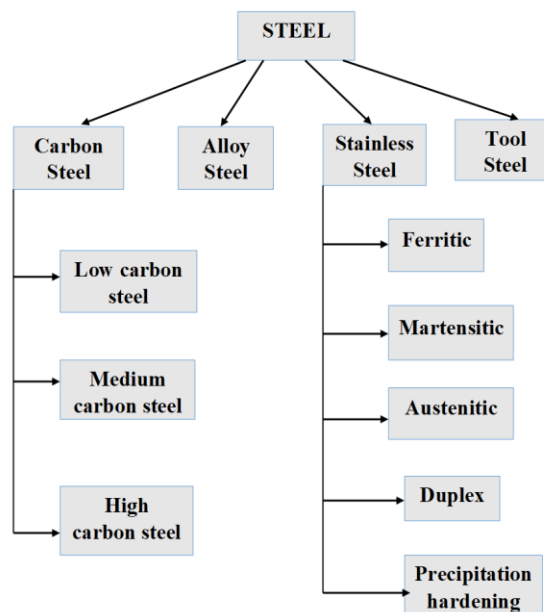 STEEL
Carbon
Steel
Alloy
Steel
Stainless
Steel
Tool
Steel
Low carbon
steel
Medium
carbon steel
High
carbon steel
Ferritic
Martensitic
Austenitic
Duplex
Precipitation
hardening